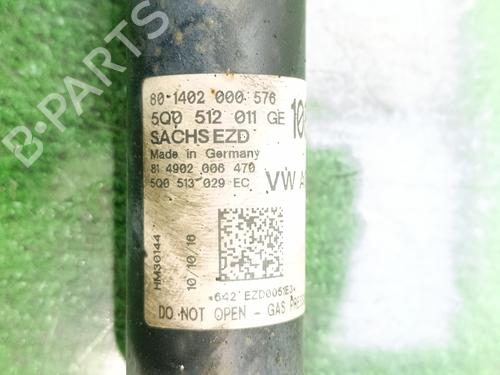 80-1402 000 576
5Q0 512 011 GE
SACHS EZD
Made in Germany
81 4902 006 470
5Q0 513 029 EC
VW A
HM30144
10/10/16
*642 EZD0051E3*
DO NOT OPEN - GAS
B-PARTS